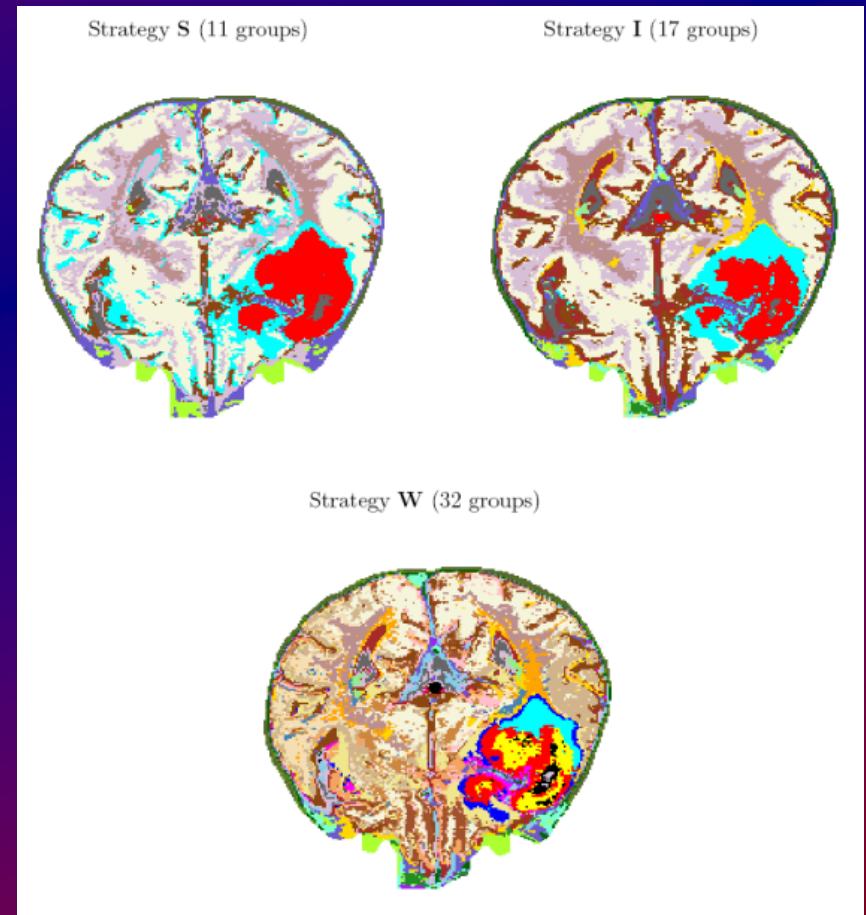 Strategy S (11 groups)
Strategy I (17 groups)
Strategy W (32 groups)